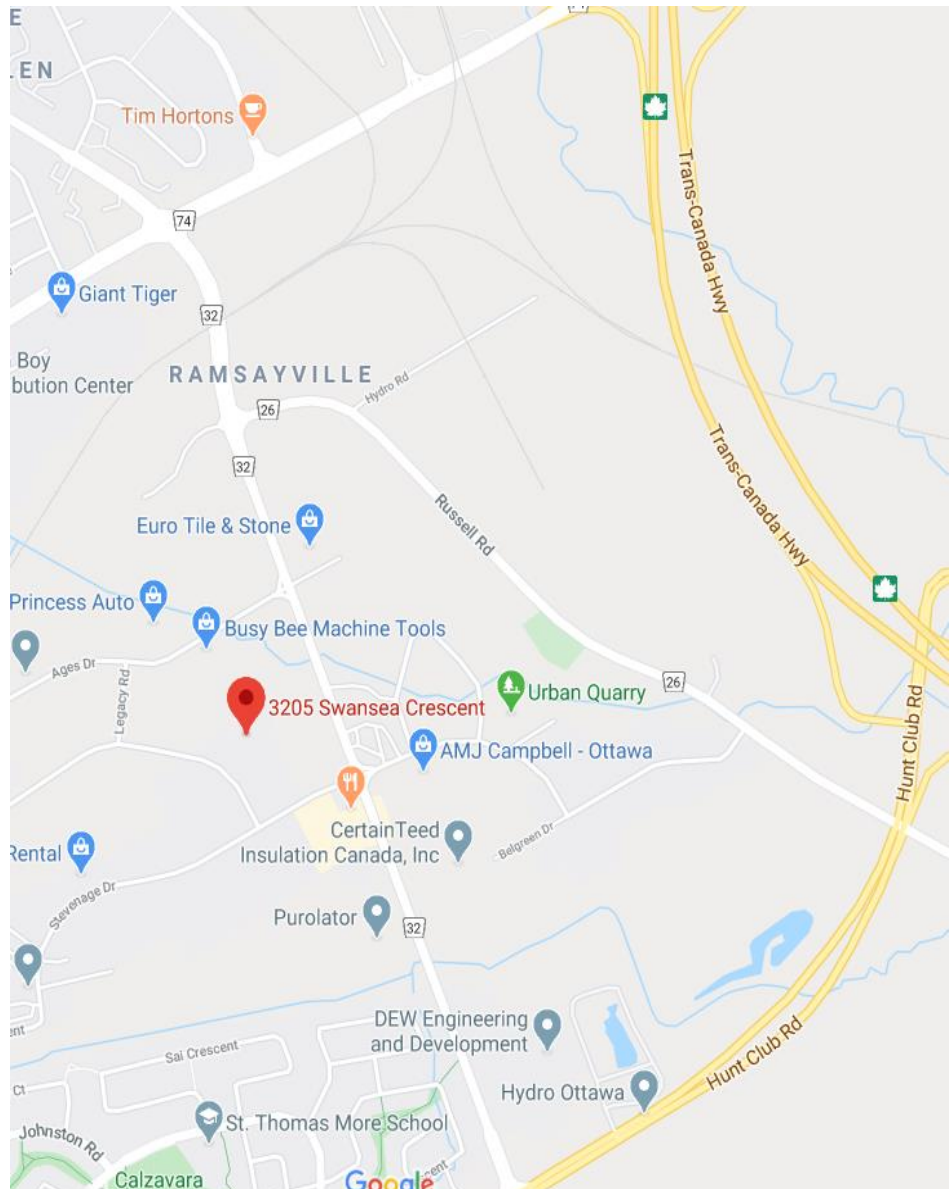 E
LEN
Tim Hortons
74
Trans-Canada Hwy
74
Giant Tiger
32
Boy
bution Center
RAMSAYVILLE
Hydro Rd
26
32
Trans-Canada Hwy
Russell Rd
Euro Tile & Stone
Princess Auto
Busy Bee Machine Tools
Ages Dr
Legacy Rd
3205 Swansea Crescent
Urban Quarry
26
Hunt Club Rd
AMJ Campbell - Ottawa
CertainTeed
Insulation Canada, Inc
Belgreen Dr
Rental
Stevenage Dr
Purolator
32
DEW Engineering
and Development
Hunt Club Rd
ent
Sai Crescent
Hydro Ottawa
Ct
St. Thomas More School
Johnston Rd
Calzavara
Google
scent